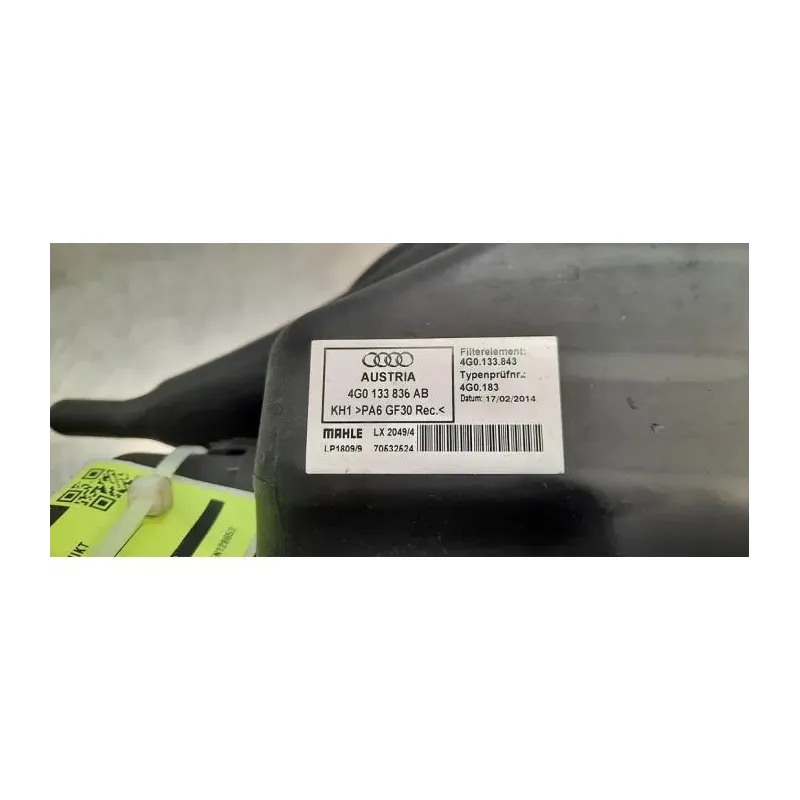 AUSTRIA
4G0 133 836 AB
KH1 >PA6 GF30 Rec.<
MAHLE LX 2049/4
LP1809/9 70532524
Filterelement:
4G0.133.843
Typenprüfnr.:
4G0.183
Datum: 17/02/2014